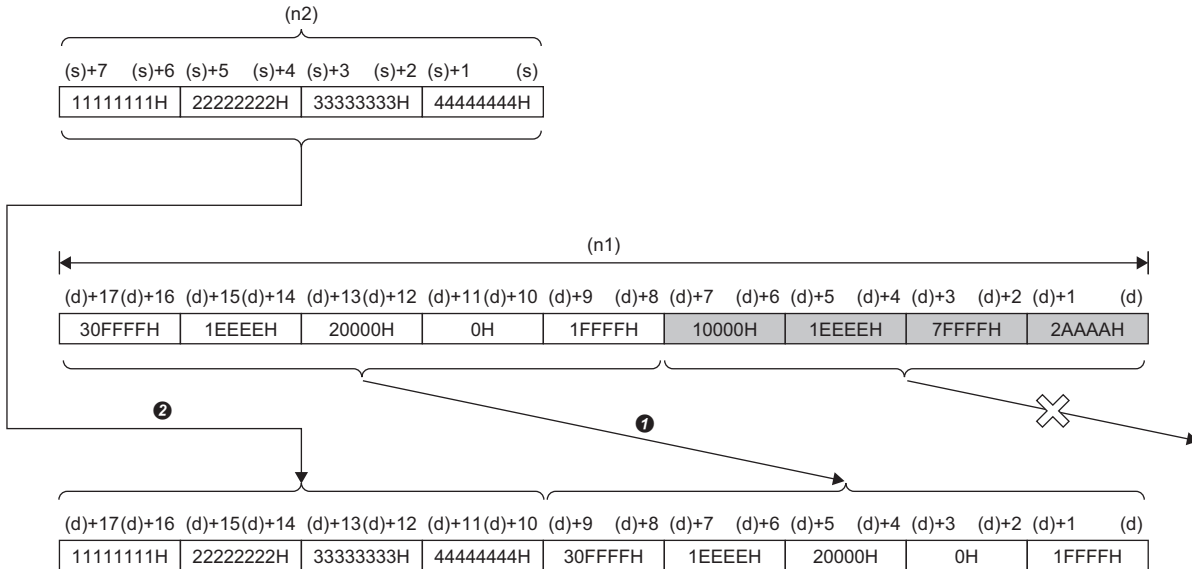 (n2)
(s)+7 (s)+6 (s)+5 (s)+4 (s)+3 (s)+2 (s)+1 (s)
11111111H 22222222H 33333333H 44444444H
(n1)
(d)+17(d)+16 (d)+15(d)+14 (d)+13(d)+12 (d)+11(d)+10 (d)+9 (d)+8 (d)+7 (d)+6 (d)+5 (d)+4 (d)+3 (d)+2 (d)+1 (d)
30FFFFH 1EEEEH 20000H 0H 1FFFFH 10000H 1EEEEH 7FFFFH 2AAAAH
❷ ❶
(d)+17(d)+16 (d)+15(d)+14 (d)+13(d)+12 (d)+11(d)+10 (d)+9 (d)+8 (d)+7 (d)+6 (d)+5 (d)+4 (d)+3 (d)+2 (d)+1 (d)
11111111H 22222222H 33333333H 44444444H 30FFFFH 1EEEEH 20000H 0H 1FFFFH